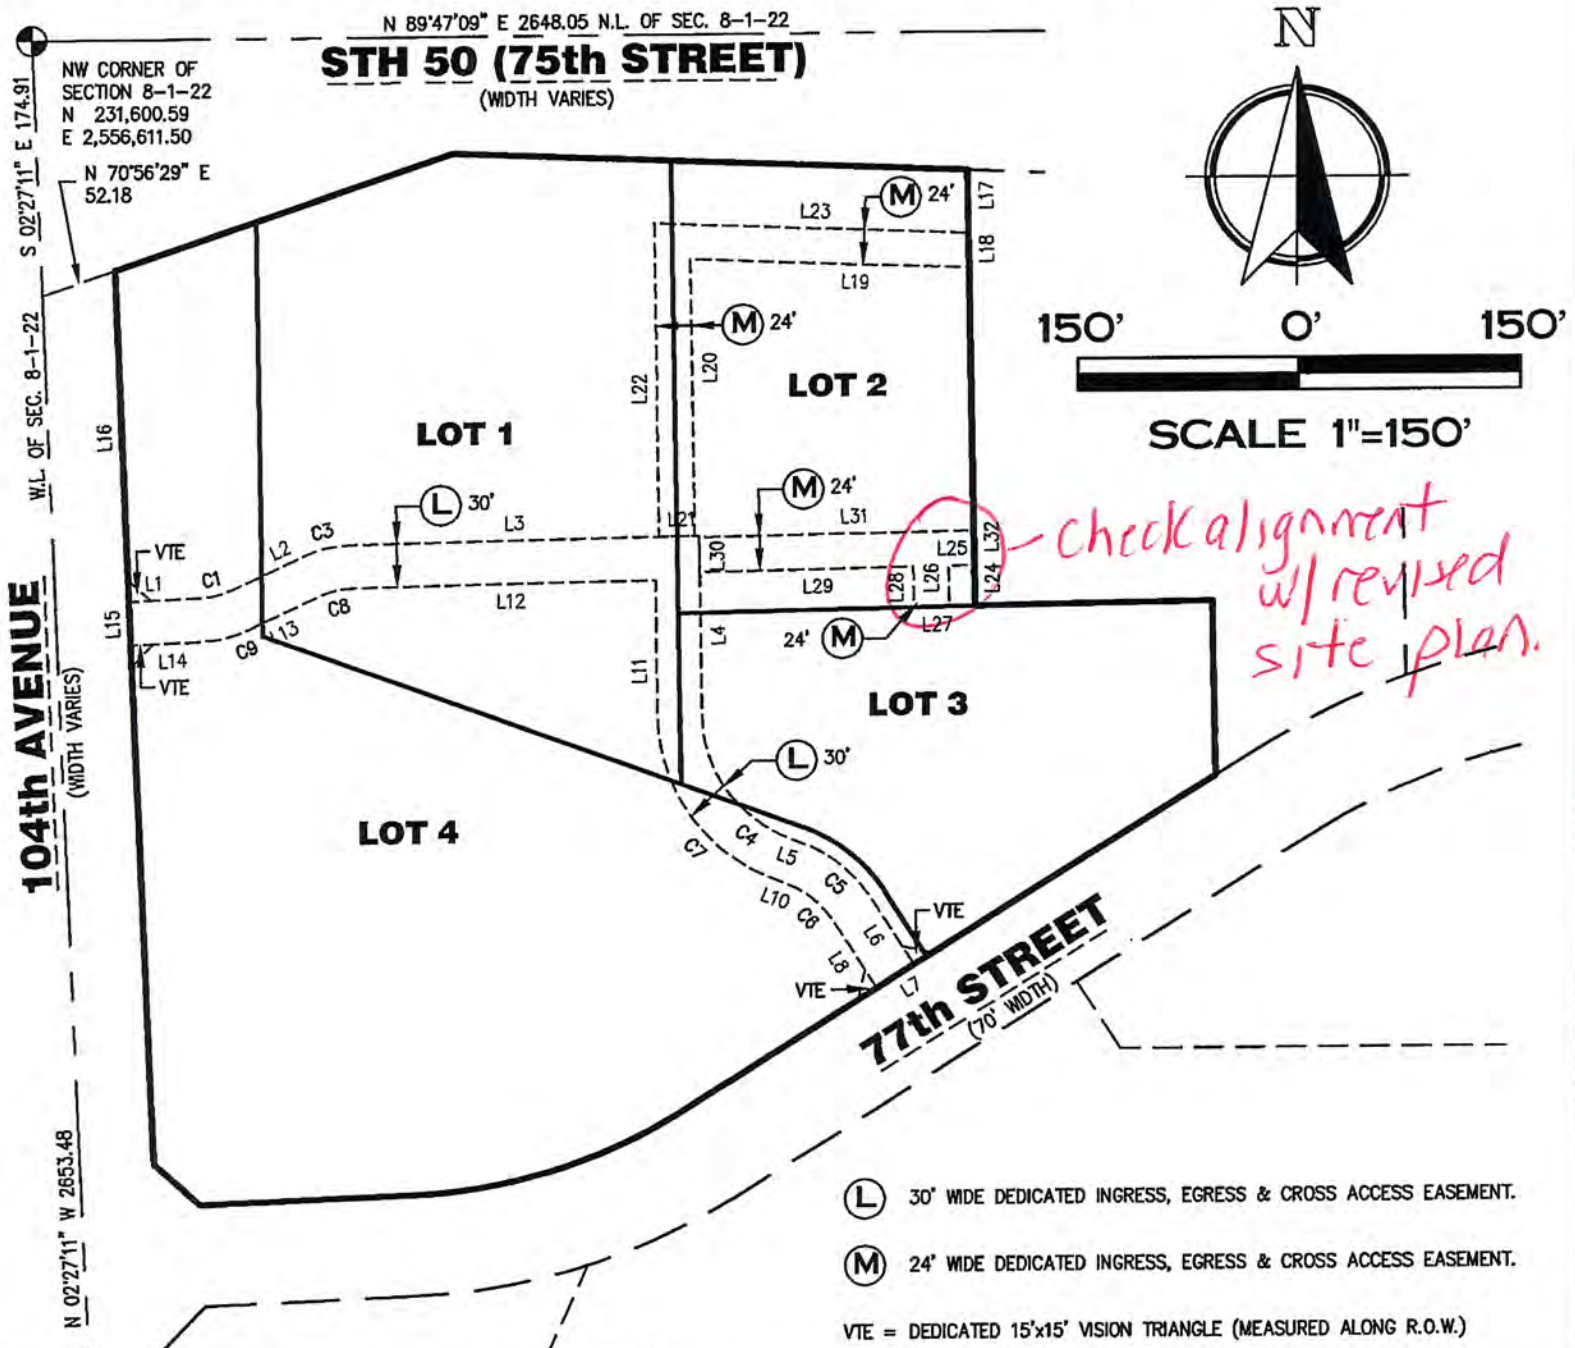 N 89°47'09" E 2648.05 N.L. OF SEC. 8-1-22
STH 50 (75th STREET)
(WIDTH VARIES)
N
NW CORNER OF
SECTION 8-1-22
N 231,600.59
E 2,556,611.50
N 70°56'29" E
52.18
S 02°27'11" E 174.91
W.L. OF SEC. 8-1-22
N 02°27'11" W 2653.48
104th AVENUE
(WIDTH VARIES)
150' 0' 150'
SCALE 1"=150'
M 24'
L17
L23
L18
L19
M 24'
L20
L22
L16
LOT 1
LOT 2
L 30'
M 24'
L3
L21
L31
L32
C3
L2
VTE
L1
C1
L30
L25
L29
L28
L26
L24
L15
C8
L12
L13
L14
C9
VTE
24' M
L27
L4
L11
check alignment
w/ revised
site plan.
LOT 3
L 30'
LOT 4
C4
C7
L5
C5
L10
C6
L6
VTE
L8
VTE
L7
77th STREET
(70' WIDTH)
L 30' WIDE DEDICATED INGRESS, EGRESS & CROSS ACCESS EASEMENT.
M 24' WIDE DEDICATED INGRESS, EGRESS & CROSS ACCESS EASEMENT.
VTE = DEDICATED 15'x15' VISION TRIANGLE (MEASURED ALONG R.O.W.)